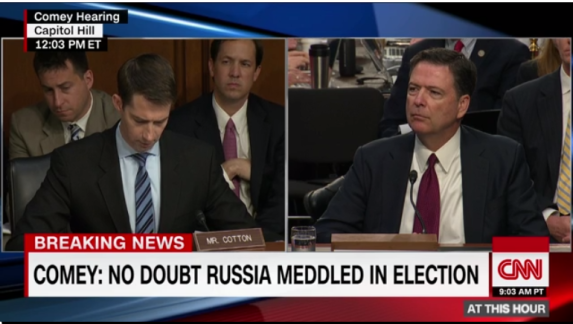 Comey Hearing
Capitol Hill
12:03 PM ET
MR. COTTON
BREAKING NEWS
COMEY: NO DOUBT RUSSIA MEDDLED IN ELECTION
CNN
9:03 AM PT
AT THIS HOUR